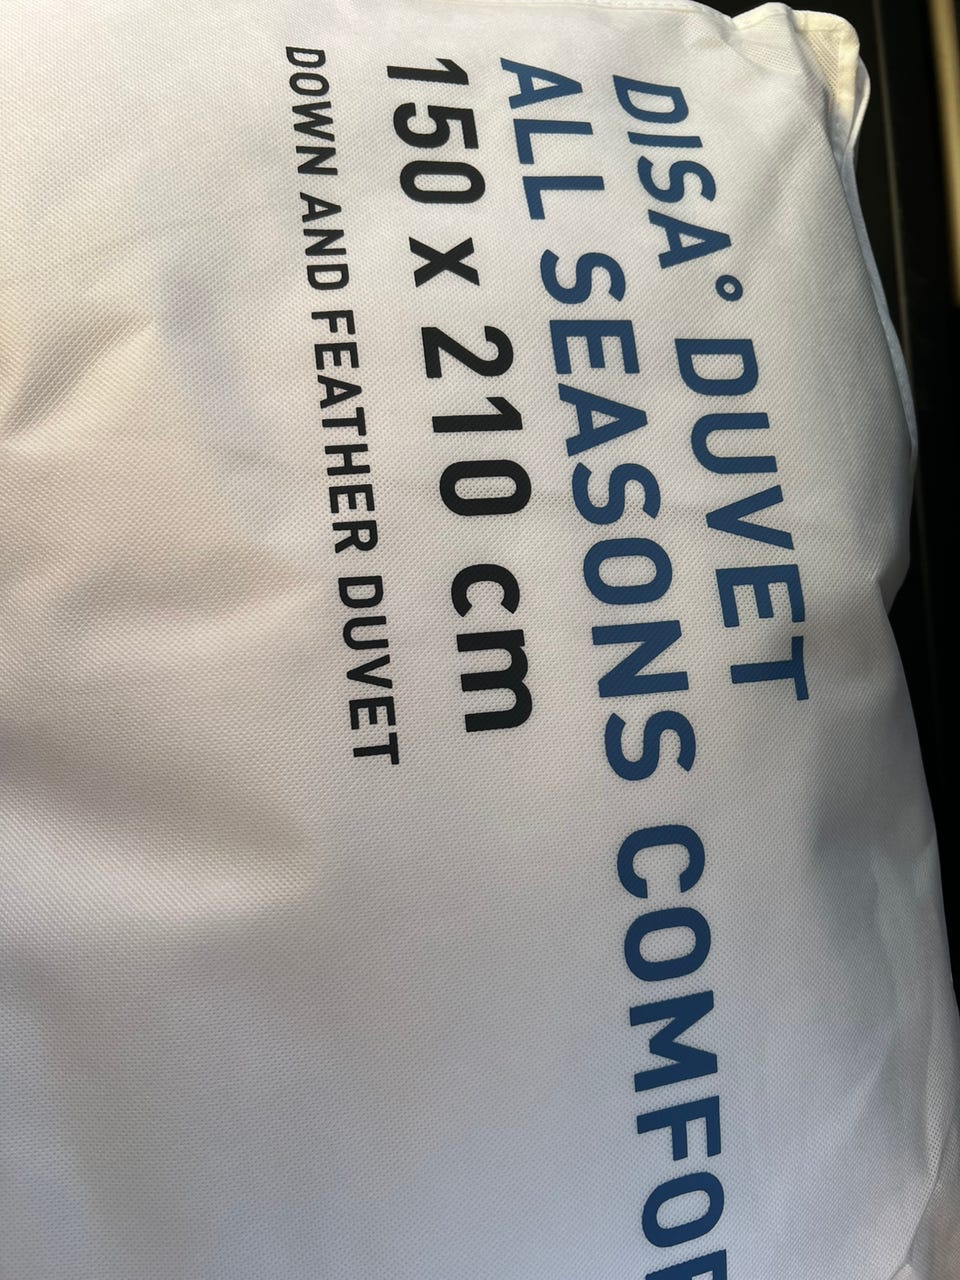 DISA° DUVET
ALL SEASONS COMFO
150 x 210 cm
DOWN AND FEATHER DUVET